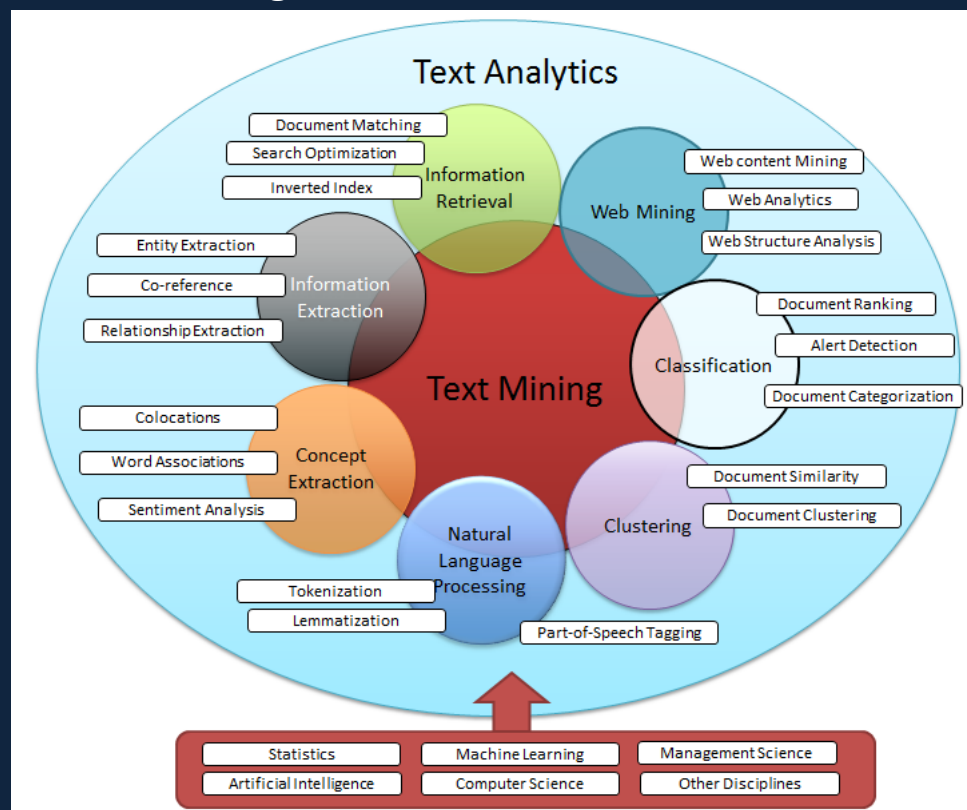 Text Analytics
Document Matching
Search Optimization
Inverted Index
Information
Retrieval
Web Mining
Web content Mining
Web Analytics
Web Structure Analysis
Entity Extraction
Co-reference
Relationship Extraction
Information
Extraction
Document Ranking
Alert Detection
Document Categorization
Classification
Text Mining
Colocations
Word Associations
Sentiment Analysis
Concept
Extraction
Document Similarity
Document Clustering
Clustering
Natural
Language
Processing
Tokenization
Lemmatization
Part-of-Speech Tagging
Statistics
Machine Learning
Management Science
Artificial Intelligence
Computer Science
Other Disciplines